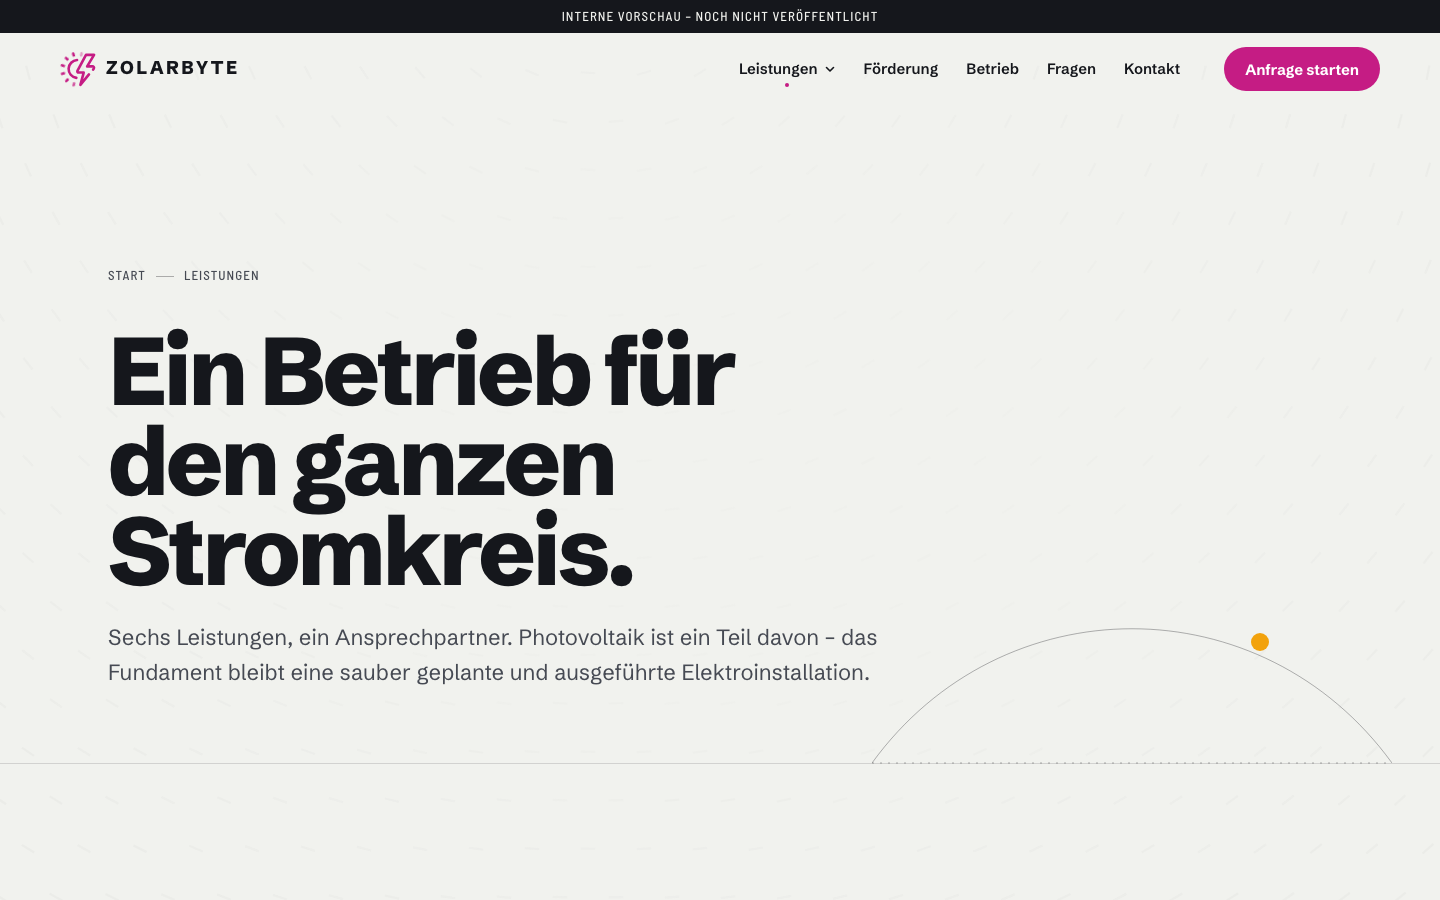 INTERNE VORSCHAU – NOCH NICHT VERÖFFENTLICHT
ZOLARBYTE
Leistungen Förderung Betrieb Fragen Kontakt Anfrage starten
START — LEISTUNGEN
Ein Betrieb für
den ganzen
Stromkreis.
Sechs Leistungen, ein Ansprechpartner. Photovoltaik ist ein Teil davon – das
Fundament bleibt eine sauber geplante und ausgeführte Elektroinstallation.